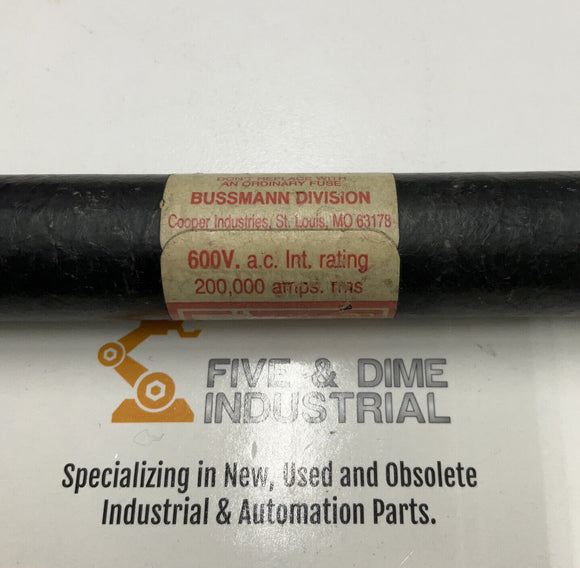 DON'T REPLACE WITH
AN ORDINARY FUSE
BUSSMANN DIVISION
Cooper Industries, St. Louis, MO 63178
600V. a.c. Int. rating
200,000 amps. rms
FIVE & DIME
INDUSTRIAL
Specializing in New, Used and Obsolete
Industrial & Automation Parts.